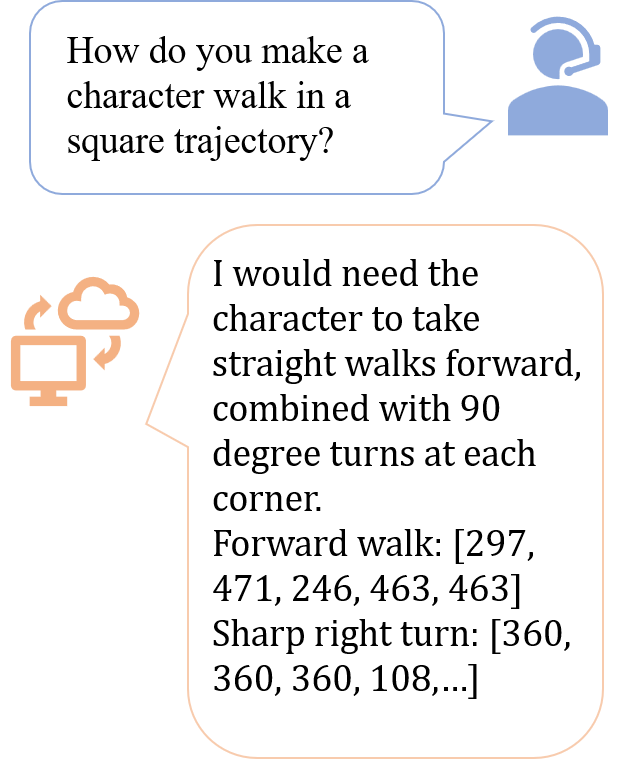 How do you make a
character walk in a
square trajectory?
I would need the
character to take
straight walks forward,
combined with 90
degree turns at each
corner.
Forward walk: [297,
471, 246, 463, 463]
Sharp right turn: [360,
360, 360, 108,...]